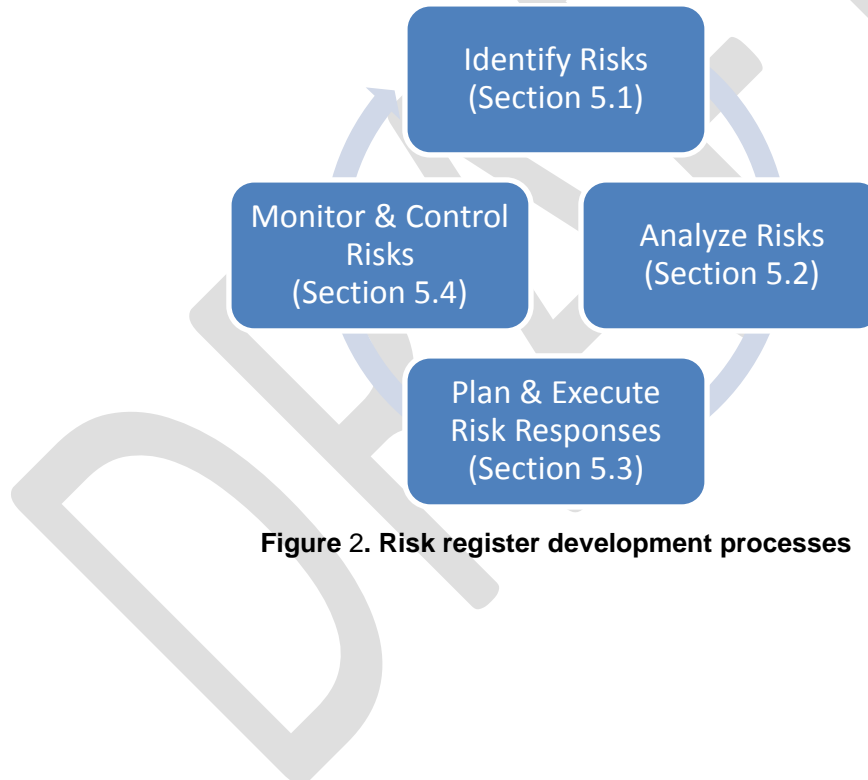 Identify Risks
(Section 5.1)
Monitor & Control
Risks
(Section 5.4)
Analyze Risks
(Section 5.2)
Plan & Execute
Risk Responses
(Section 5.3)
Figure 2. Risk register development processes